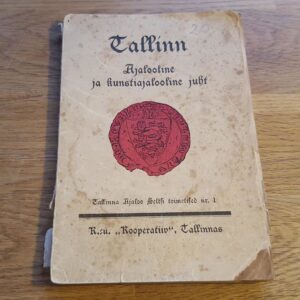 Tallinn
Ajalooline
ja kunstiajalooline juht
Tallinna Ajaloo Seltsi toimetised nr. 1
K.-ü. „Kooperatiiv“, Tallinnas